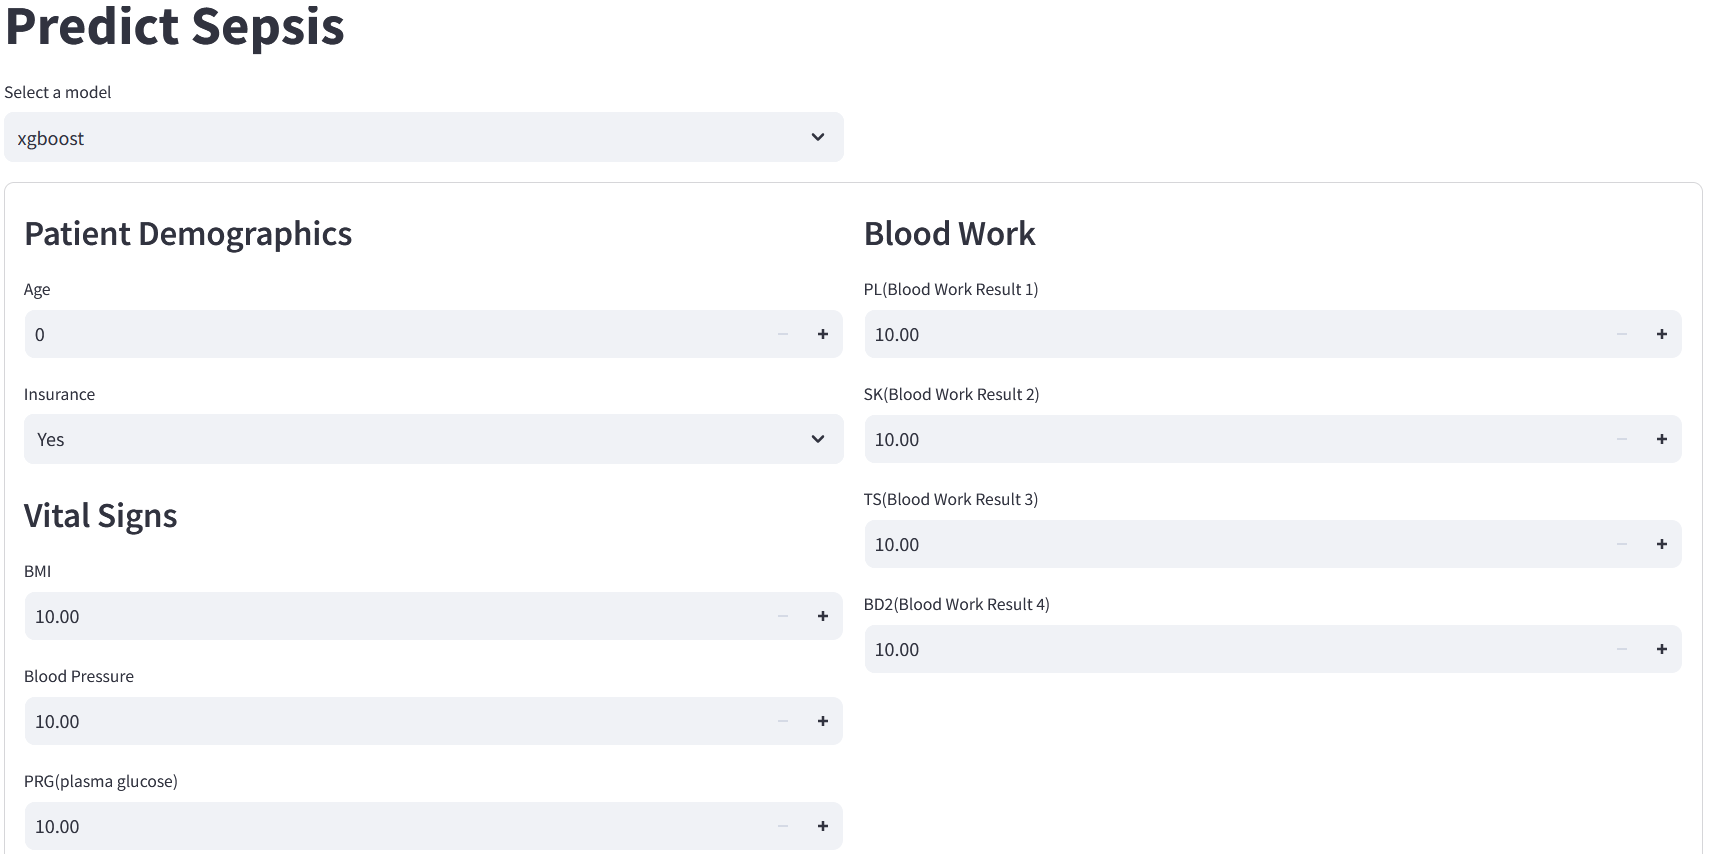 Predict Sepsis
Select a model
xgboost
Patient Demographics
Age
0
Insurance
Yes
Vital Signs
BMI
10.00
Blood Pressure
10.00
PRG(plasma glucose)
10.00
Blood Work
PL(Blood Work Result 1)
10.00
SK(Blood Work Result 2)
10.00
TS(Blood Work Result 3)
10.00
BD2(Blood Work Result 4)
10.00